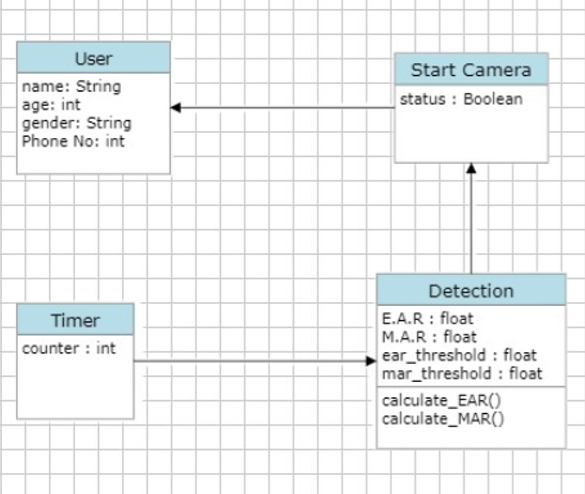 User
name: String
age: int
gender: String
Phone No: int
Start Camera
status : Boolean
Timer
counter : int
Detection
E.A.R : float
M.A.R : float
ear_threshold : float
mar_threshold : float
calculate_EAR()
calculate_MAR()